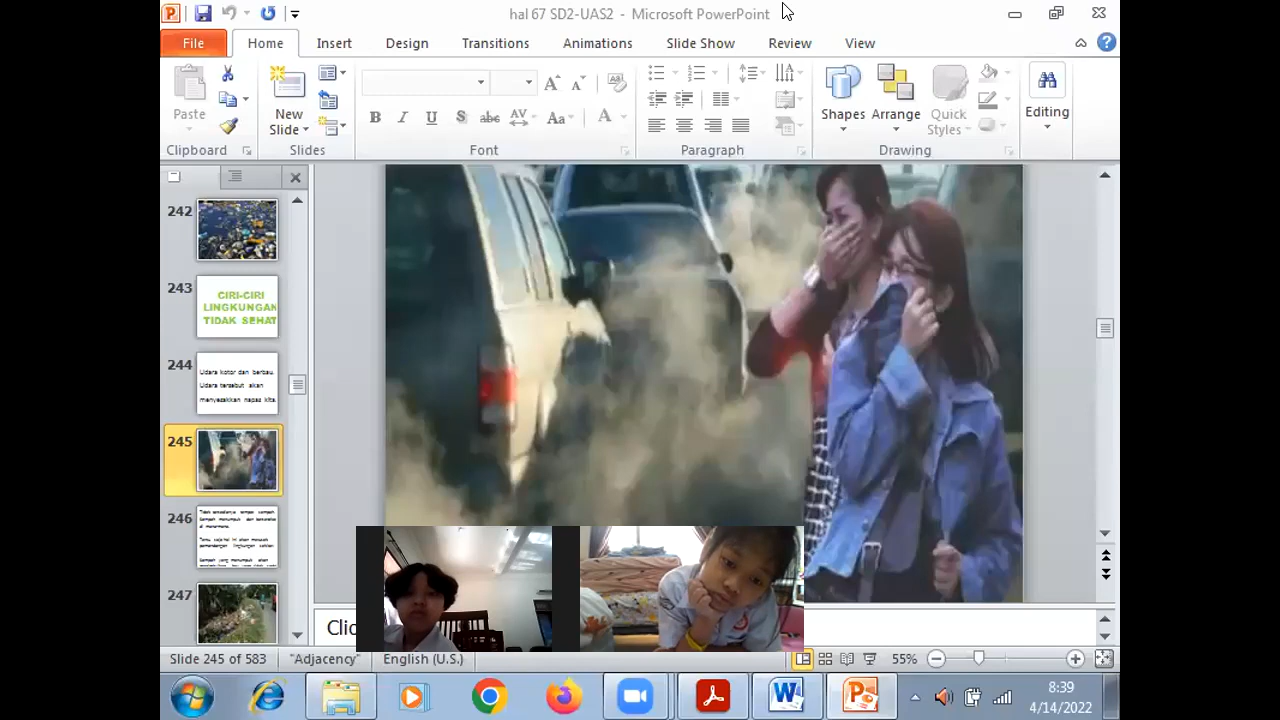 hal 67 SD2-UAS2 - Microsoft PowerPoint
File Home Insert Design Transitions Animations Slide Show Review View
Paste
New
Slide
Shapes Arrange Quick
Styles
Editing
Clipboard Slides Font Paragraph Drawing
242
243
CIRI-CIRI
LINGKUNGAN
TIDAK SEHAT
244
Udara kotor dan berbau.
Udara tersebut akan
menyesakkan napas kita.
245
246
247
Clic
Slide 245 of 583 "Adjacency" English (U.S.) 55%
8:39
4/14/2022